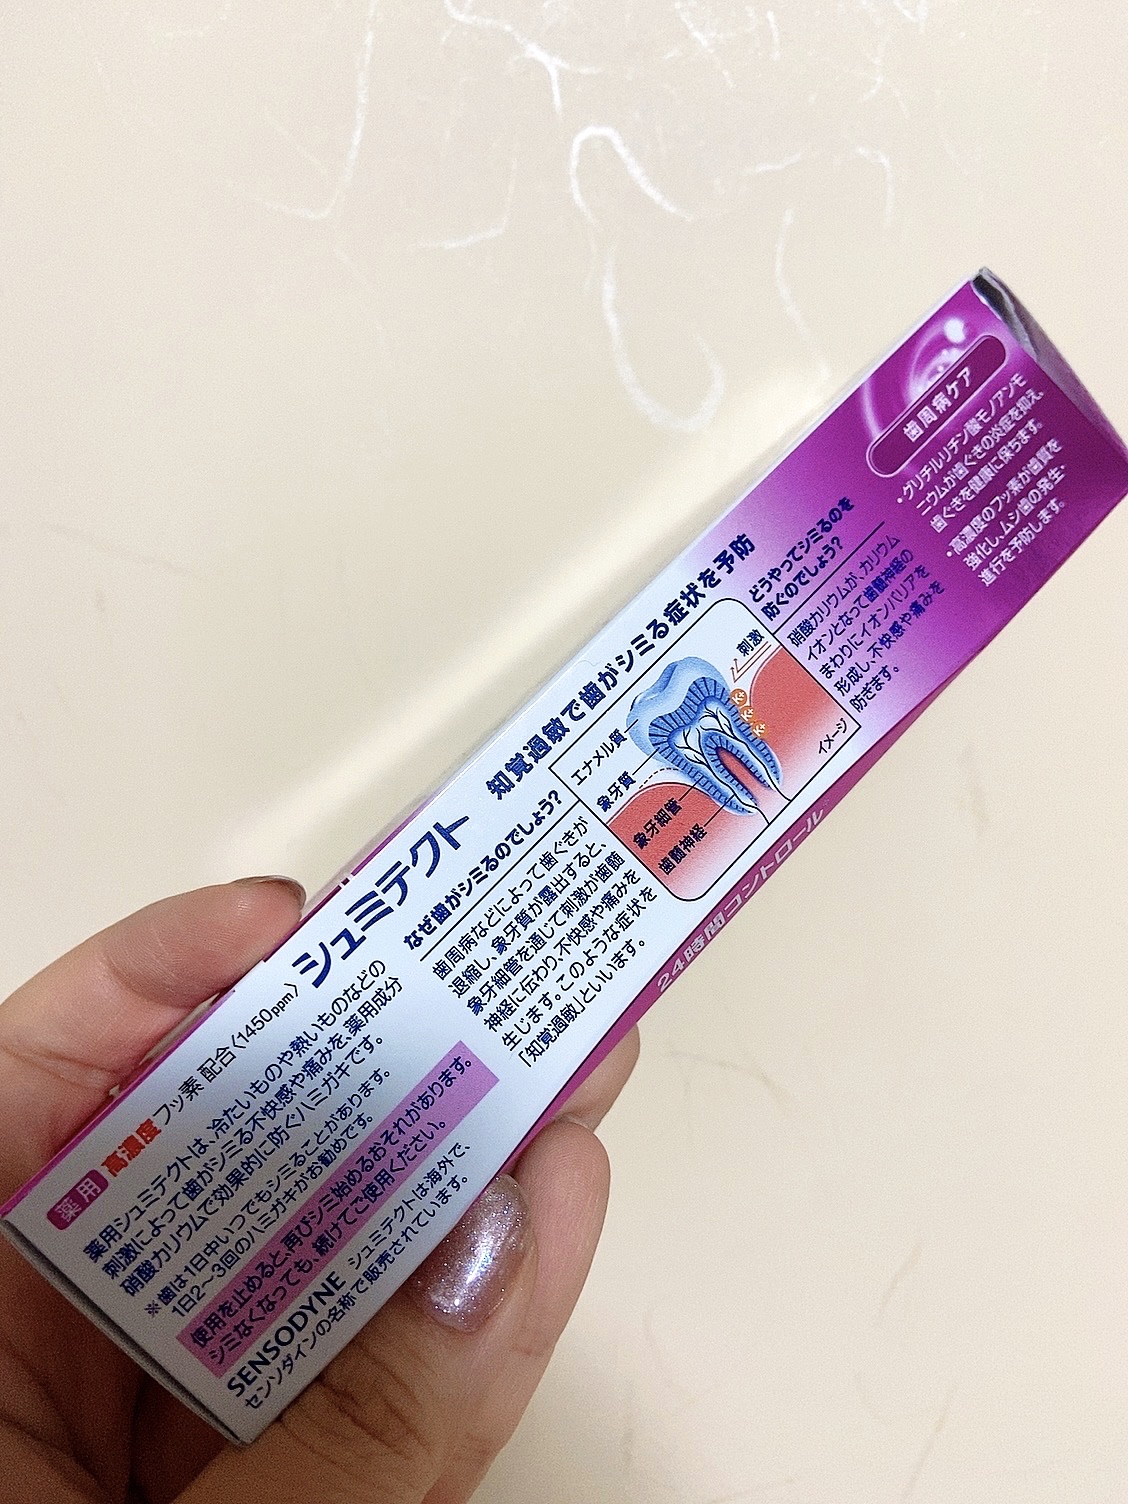 薬用 高濃度フッ素 配合〈1450ppm〉 シュミテクト 知覚過敏で歯がシミる症状を予防
薬用シュミテクトは、冷たいものや熱いものなどの
刺激によって歯がシミる不快感や痛みを、薬用成分
硝酸カリウムで効果的に防ぐハミガキです。
※歯は1日中いつでもシミることがあります。
1日2～3回のハミガキがお勧めです。
使用を止めると、再びシミ始めるおそれがあります。
シミなくなっても、続けてご使用ください。
SENSODYNE シュミテクトは海外で、
センソダインの名称で販売されています。
なぜ歯がシミるのでしょう?
歯周病などによって歯ぐきが
退縮し、象牙質が露出すると、
象牙細管を通じて刺激が歯髄
神経に伝わり、不快感や痛みを
生じます。このような症状を
「知覚過敏」といいます。
エナメル質
象牙質
象牙細管
歯髄神経
刺激
K+
K+
K+
イメージ
どうやってシミるのを
防ぐのでしょう?
硝酸カリウムが、カリウム
イオンとなって歯髄神経の
まわりにイオンバリアを
形成し、不快感や痛みを
防ぎます。
歯周病ケア
・グリチルリチン酸モノアンモ
ニウムが歯ぐきの炎症を抑え、
歯ぐきを健康に保ちます。
・高濃度のフッ素が歯質を
強化し、ムシ歯の発生・
進行を予防します。
24時間コントロール